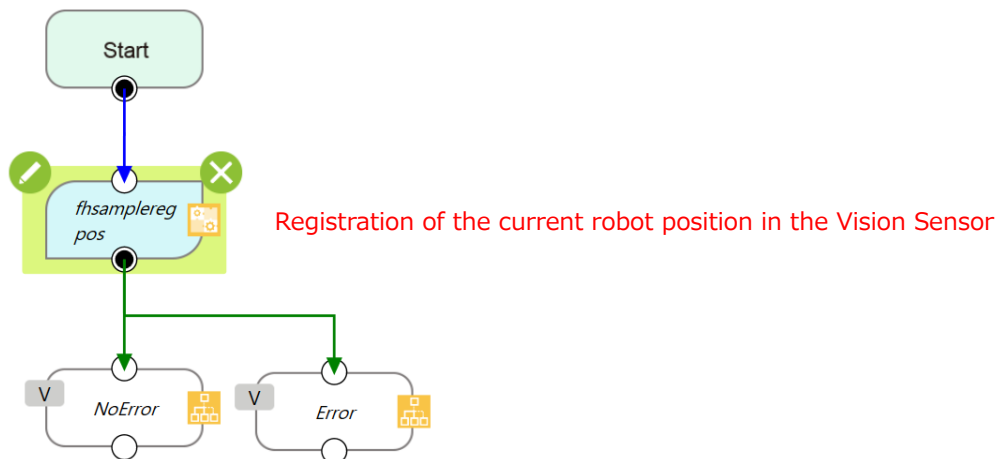 Start
fhsamplereg
pos
Registration of the current robot position in the Vision Sensor
V
NoError
V
Error